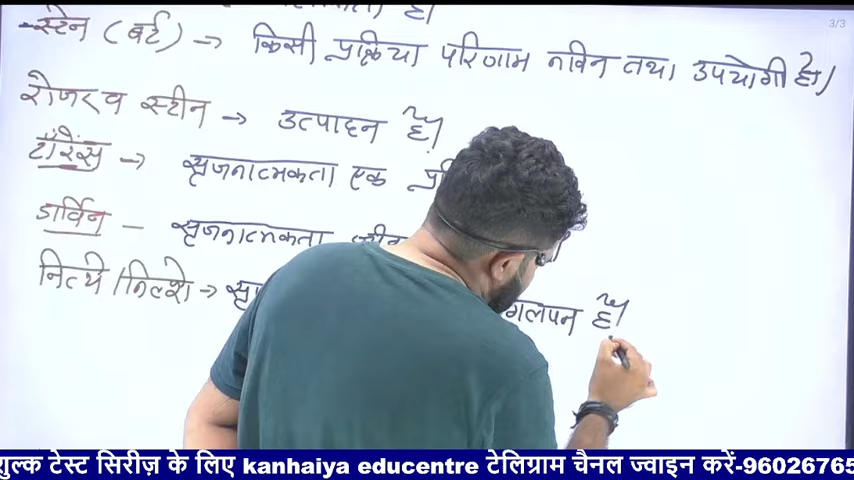 है।
3/3
स्टेन (बर्ट) → किसी प्रक्रिया परिणाम नविन तथा उपयोगी हो।
रोजर व स्टीन → उत्पादन है।
टॉरेंस → सृजनात्मकता एक
डार्विन – सृजनात्मकता
नित्थे / नित्शे → गलपन है।
शुल्क टेस्ट सिरीज़ के लिए kanhaiya educentre टेलिग्राम चैनल ज्वाइन करें-96026765